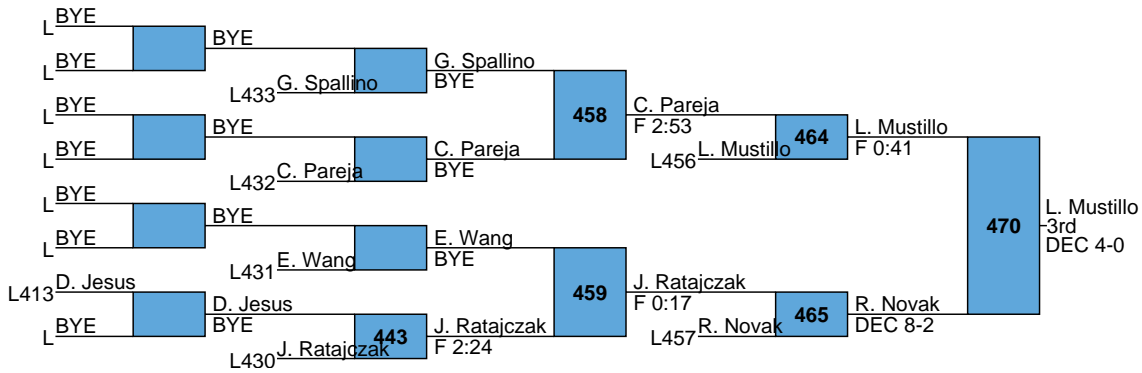 BYE
L
BYE
BYE
L
G. Spallino
G. Spallino
BYE
L433
BYE
L
BYE
C. Pareja
F 2:53
458
BYE
L
C. Pareja
BYE
C. Pareja
L432
L. Mustillo
L456
464
L. Mustillo
F 0:41
BYE
L
BYE
BYE
L
E. Wang
BYE
E. Wang
L431
470
L. Mustillo
3rd
DEC 4-0
D. Jesus
L413
D. Jesus
BYE
BYE
L
443
J. Ratajczak
F 2:24
J. Ratajczak
L430
459
J. Ratajczak
F 0:17
R. Novak
L457
465
R. Novak
DEC 8-2